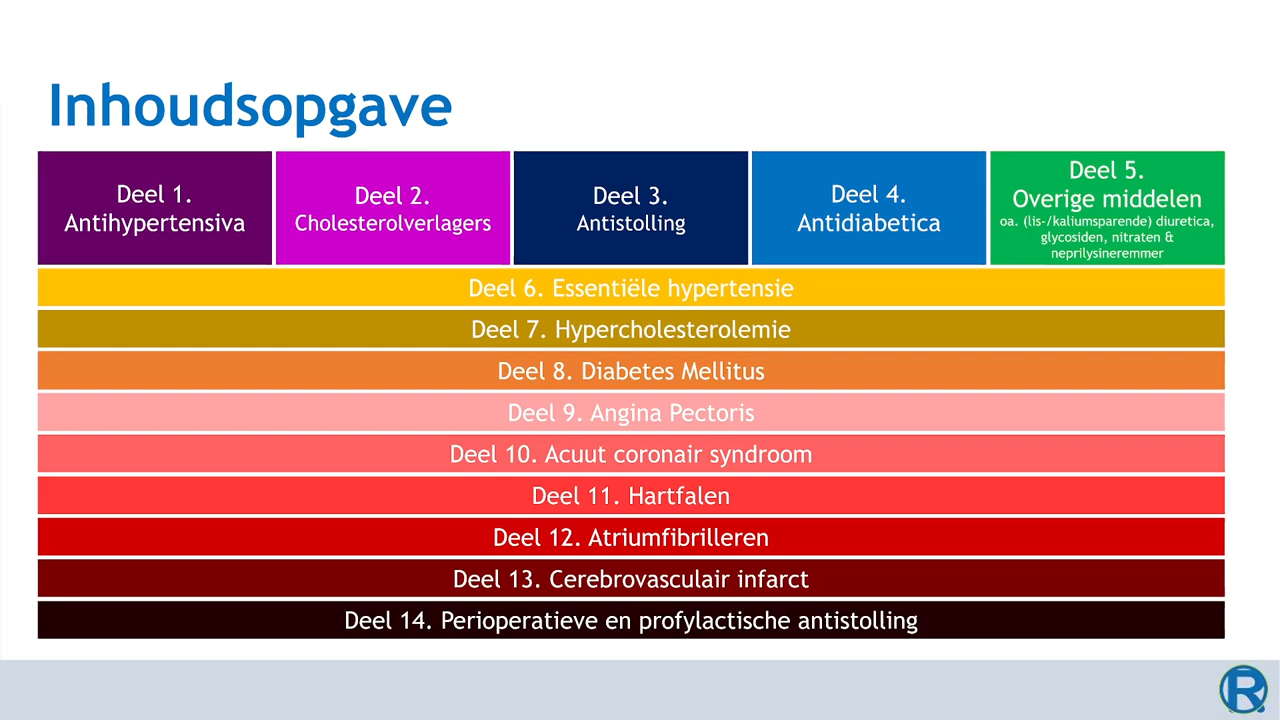 Inhoudsopgave
Deel 1.
Antihypertensiva
Deel 2.
Cholesterolverlagers
Deel 3.
Antistolling
Deel 4.
Antidiabetica
Deel 5.
Overige middelen
oa. (lis-/kaliumsparende) diuretica,
glycosiden, nitraten &
neprilysineremmer
Deel 6. Essentiële hypertensie
Deel 7. Hypercholesterolemie
Deel 8. Diabetes Mellitus
Deel 9. Angina Pectoris
Deel 10. Acuut coronair syndroom
Deel 11. Hartfalen
Deel 12. Atriumfibrilleren
Deel 13. Cerebrovasculair infarct
Deel 14. Perioperatieve en profylactische antistolling
R